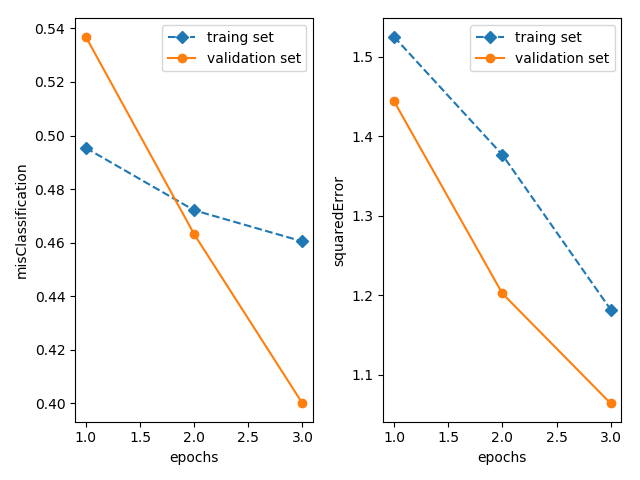 traing set
validation set
0.54
0.52
0.50
0.48
0.46
0.44
0.42
0.40
misClassification
1.0
1.5
2.0
2.5
3.0
epochs
traing set
validation set
1.5
1.4
1.3
1.2
1.1
squaredError
1.0
1.5
2.0
2.5
3.0
epochs